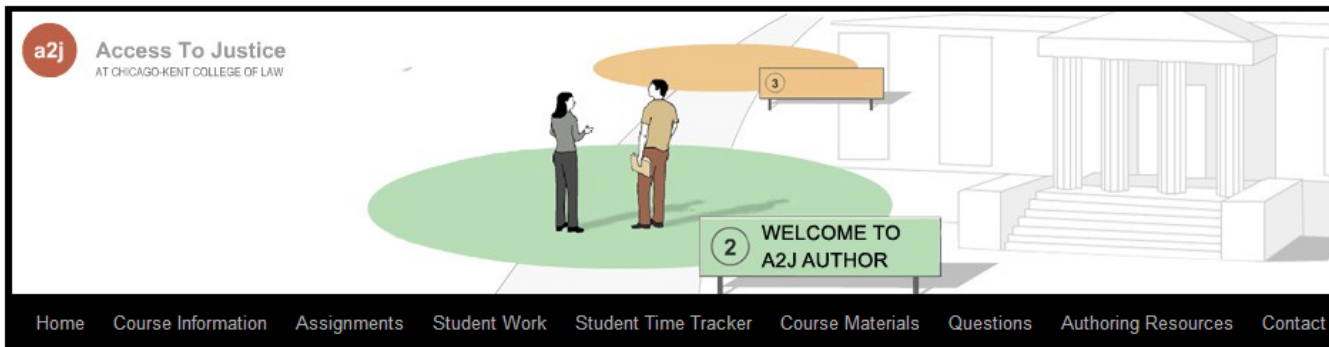 a2j
Access To Justice
AT CHICAGO-KENT COLLEGE OF LAW
3
2
WELCOME TO
A2J AUTHOR
Home Course Information Assignments Student Work Student Time Tracker Course Materials Questions Authoring Resources Contact